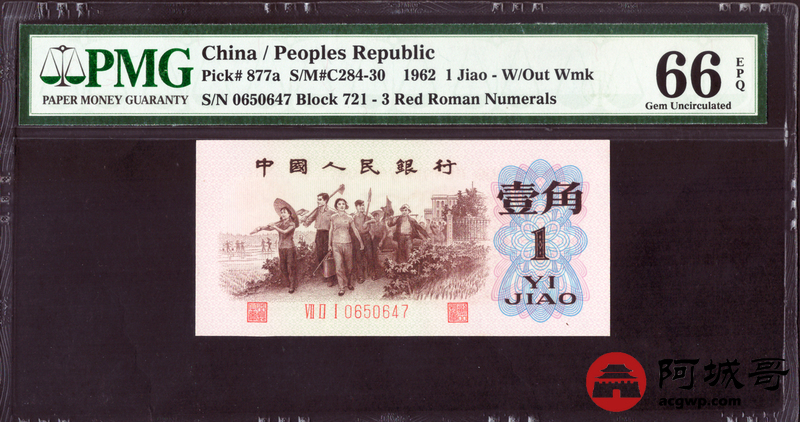 PMG
PAPER MONEY GUARANTY
China / Peoples Republic
Pick# 877a S/M#C284-30 1962 1 Jiao - W/Out Wmk
S/N 0650647 Block 721 - 3 Red Roman Numerals
66
EPQ
Gem Uncirculated
中國人民銀行
壹角
1
YI
JIAO
VII II I 0650647
阿城哥
acgwp.com